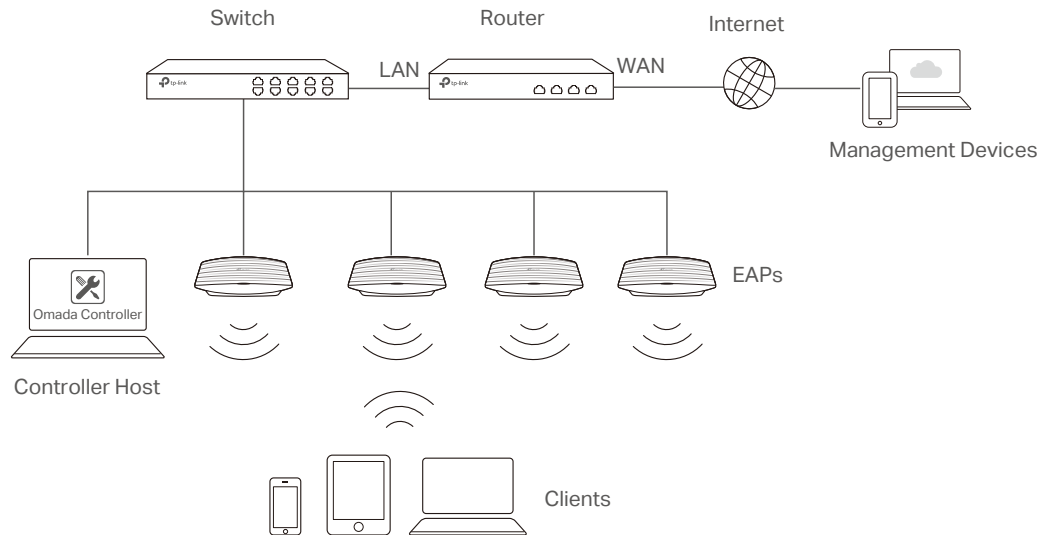 Switch
Router
Internet
tp-link
LAN
tp-link
WAN
Management Devices
Omada Controller
EAPs
Controller Host
Clients